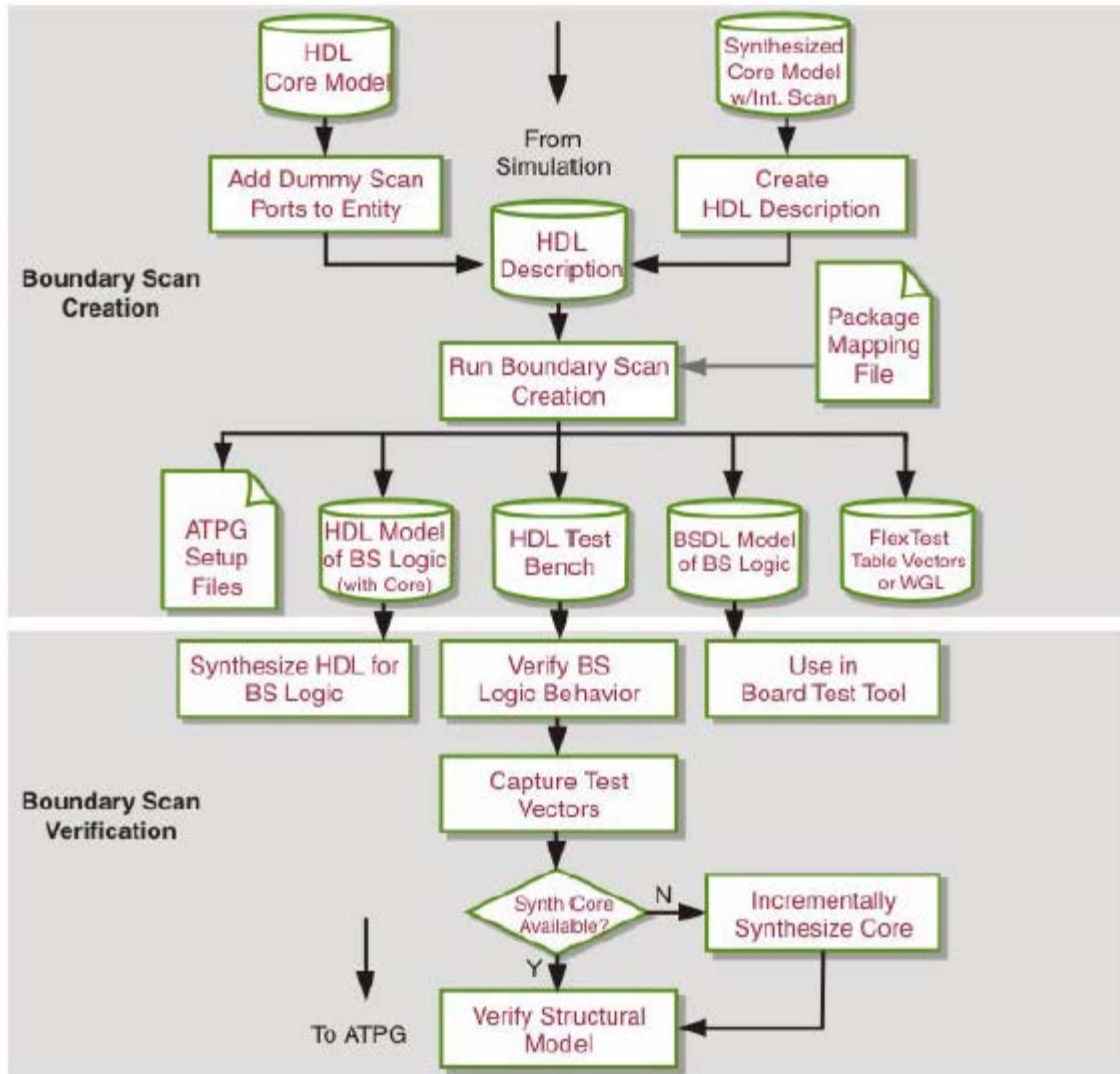 HDL
Core Model
Synthesized
Core Model
w/Int. Scan
From
Simulation
Add Dummy Scan
Ports to Entity
Create
HDL Description
HDL
Description
Boundary Scan
Creation
Package
Mapping
File
Run Boundary Scan
Creation
ATPG
Setup
Files
HDL Model
of BS Logic
(with Core)
HDL Test
Bench
BSDL Model
of BS Logic
FlexTest
Table Vectors
or WGL
Synthesize HDL for
BS Logic
Verify BS
Logic Behavior
Use in
Board Test Tool
Capture Test
Vectors
Boundary Scan
Verification
Synth Core
Available?
N
Incrementally
Synthesize Core
Y
Verify Structural
Model
To ATPG